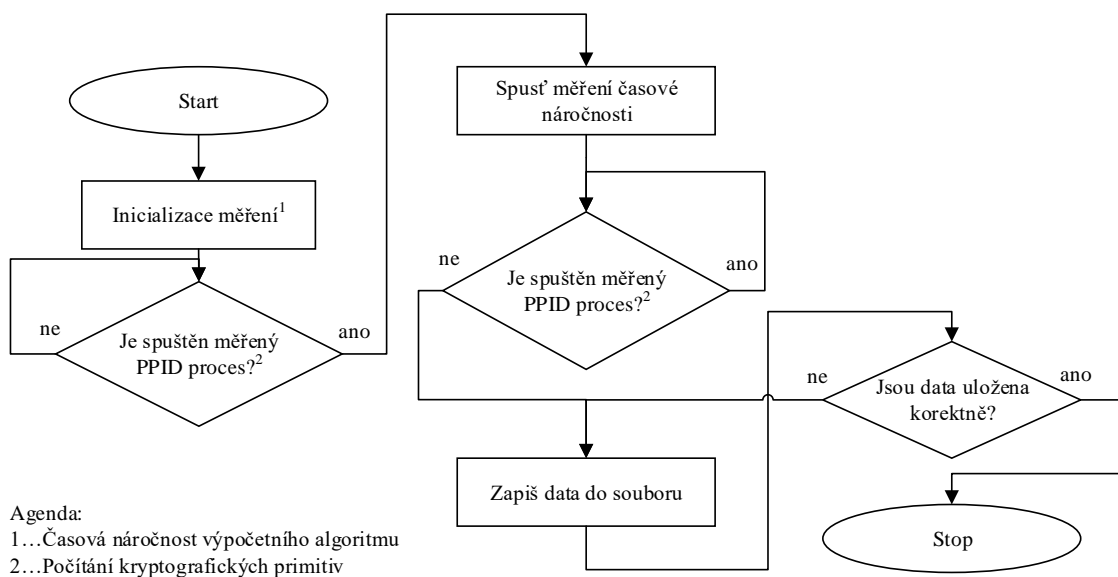 Start
Inicializace měření¹
Je spuštěn měřený
PPID proces?²
ne
ano
Spusť měření časové
náročnosti
Je spuštěn měřený
PPID proces?²
ne
ano
Zapiš data do souboru
Jsou data uložena
korektně?
ne
ano
Stop
Agenda:
1…Časová náročnost výpočetního algoritmu
2…Počítání kryptografických primitiv